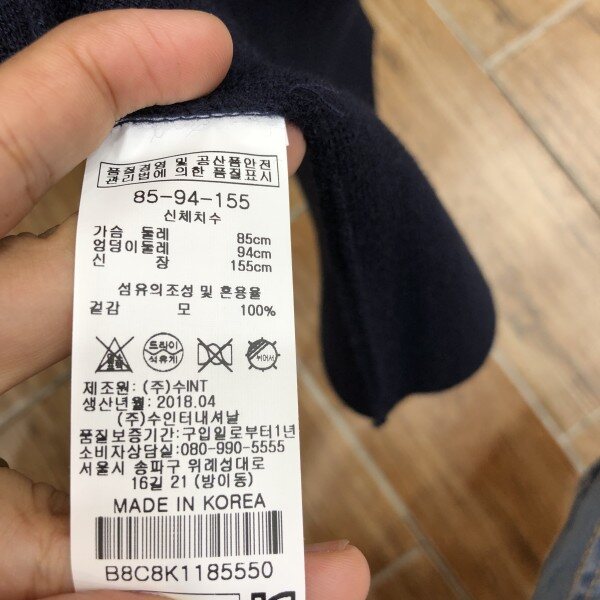 품질경영 및 공산품안전
관리법에 의한 품질표시
85-94-155
신체치수
가슴 둘레 85cm
엉덩이둘레 94cm
신 장 155cm
섬유의조성 및 혼용율
겉감 모 100%
드라이
석유계
뉘어서
제조원: (주)수INT
생산년월: 2018.04
(주)수인터내셔날
품질보증기간: 구입일로부터1년
소비자상담실: 080-990-5555
서울시 송파구 위례성대로
16길 21 (방이동)
MADE IN KOREA
B8C8K1185550